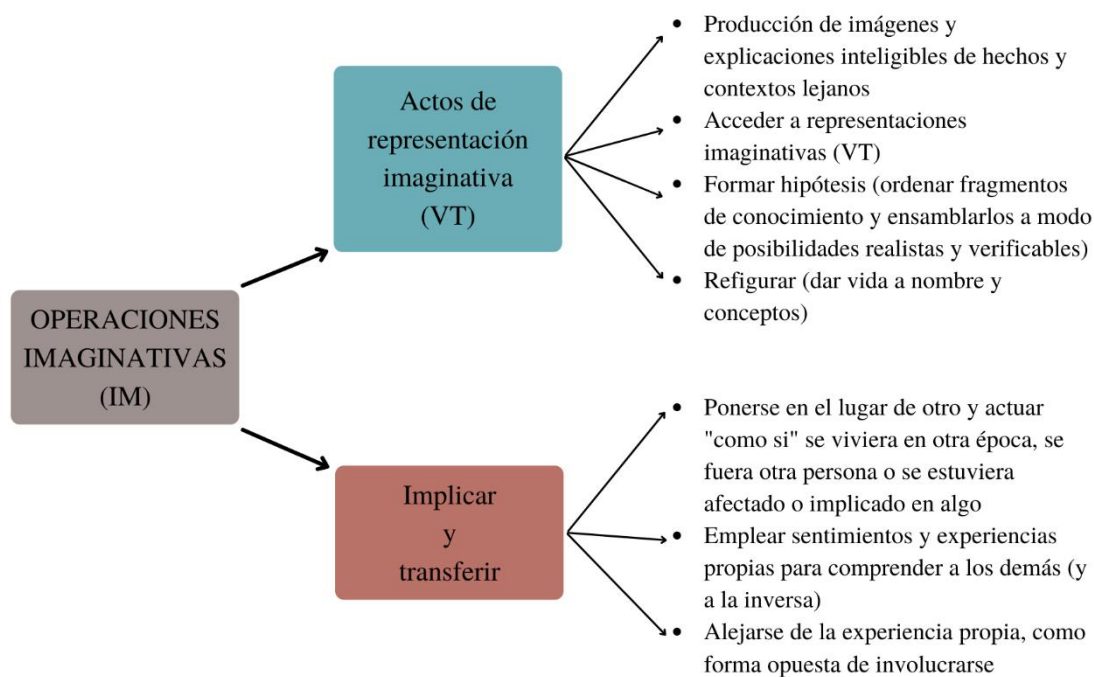 OPERACIONES
IMAGINATIVAS
(IM)
Actos de
representación
imaginativa
(VT)
• Producción de imágenes y
explicaciones inteligibles de hechos y
contextos lejanos
• Acceder a representaciones
imaginativas (VT)
• Formar hipótesis (ordenar fragmentos
de conocimiento y ensamblarlos a modo
de posibilidades realistas y verificables)
• Refigurar (dar vida a nombre y
conceptos)
Implicar
y
transferir
• Ponerse en el lugar de otro y actuar
"como si" se viviera en otra época, se
fuera otra persona o se estuviera
afectado o implicado en algo
• Emplear sentimientos y experiencias
propias para comprender a los demás (y
a la inversa)
• Alejarse de la experiencia propia, como
forma opuesta de involucrarse